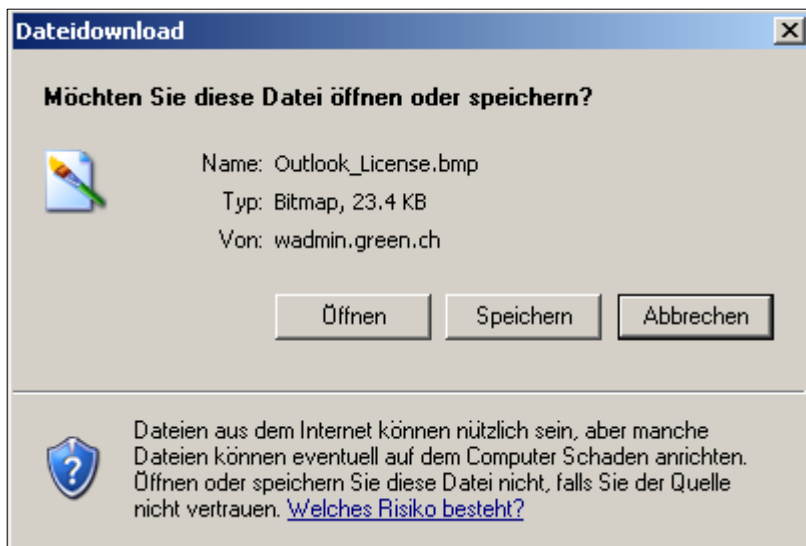 Dateidownload
Möchten Sie diese Datei öffnen oder speichern?
Name: Outlook_License.bmp
Typ: Bitmap, 23.4 KB
Von: wadmin.green.ch
Öffnen Speichern Abbrechen
Dateien aus dem Internet können nützlich sein, aber manche
Dateien können eventuell auf dem Computer Schaden anrichten.
Öffnen oder speichern Sie diese Datei nicht, falls Sie der Quelle
nicht vertrauen. Welches Risiko besteht?